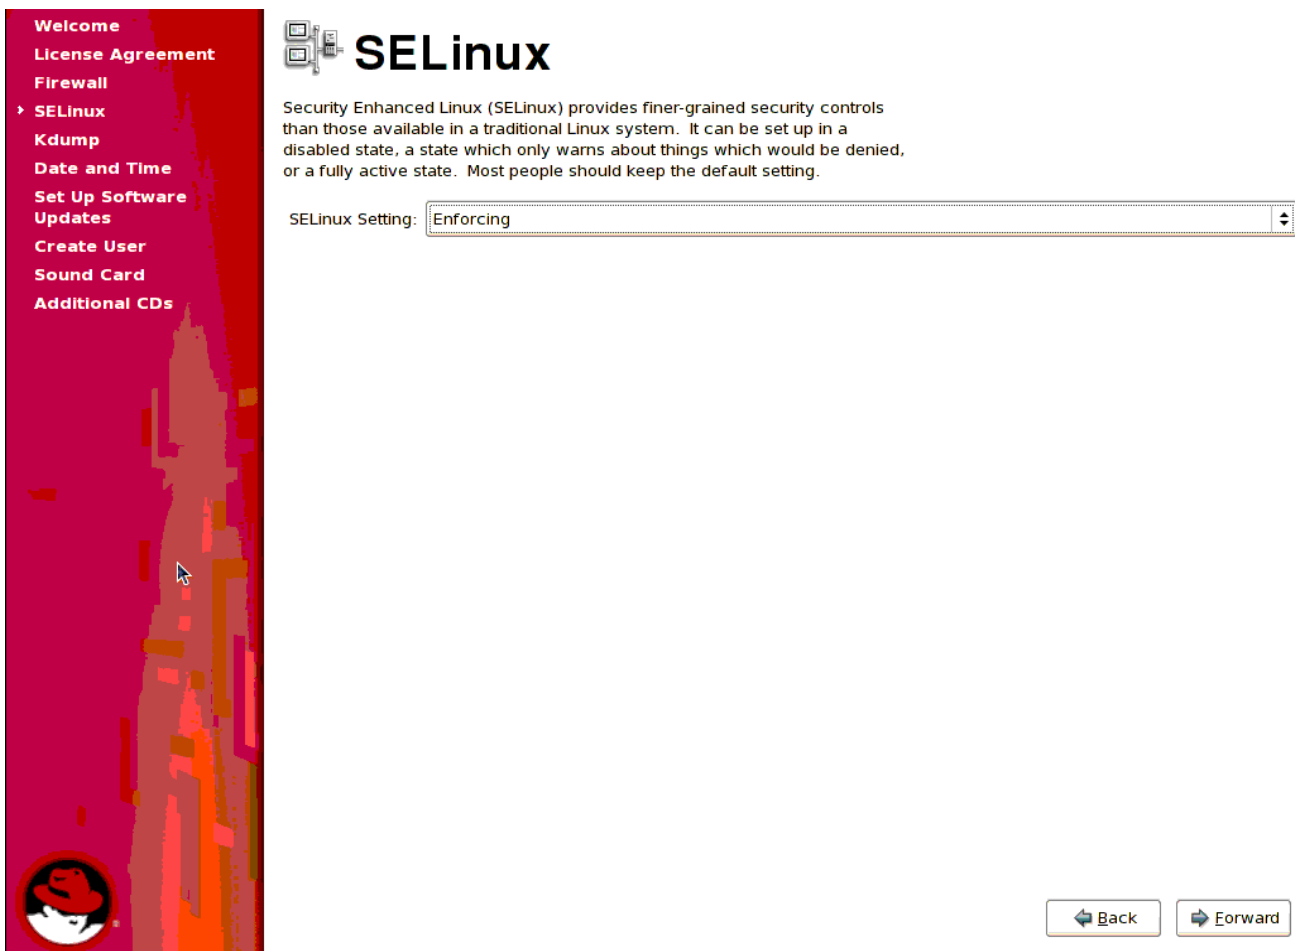 Welcome
License Agreement
Firewall
SELinux
Kdump
Date and Time
Set Up Software
Updates
Create User
Sound Card
Additional CDs
SELinux
Security Enhanced Linux (SELinux) provides finer-grained security controls
than those available in a traditional Linux system.  It can be set up in a
disabled state, a state which only warns about things which would be denied,
or a fully active state.  Most people should keep the default setting.
SELinux Setting: Enforcing
Back Forward